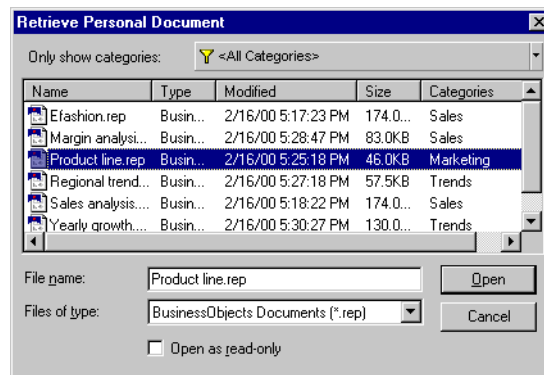 Retrieve Personal Document
Only show categories: <All Categories>
Name Type Modified Size Categories
Efashion.rep Busin... 2/16/00 5:17:23 PM 174.0... Sales
Margin analysi... Busin... 2/16/00 5:28:47 PM 83.0KB Sales
Product line.rep Busin... 2/16/00 5:25:18 PM 46.0KB Marketing
Regional trend... Busin... 2/16/00 5:27:18 PM 57.5KB Trends
Sales analysis.... Busin... 2/16/00 5:18:22 PM 174.0... Sales
Yearly growth.... Busin... 2/16/00 5:30:27 PM 130.0... Trends
File name: Product line.rep Open
Files of type: BusinessObjects Documents (*.rep) Cancel
Open as read-only